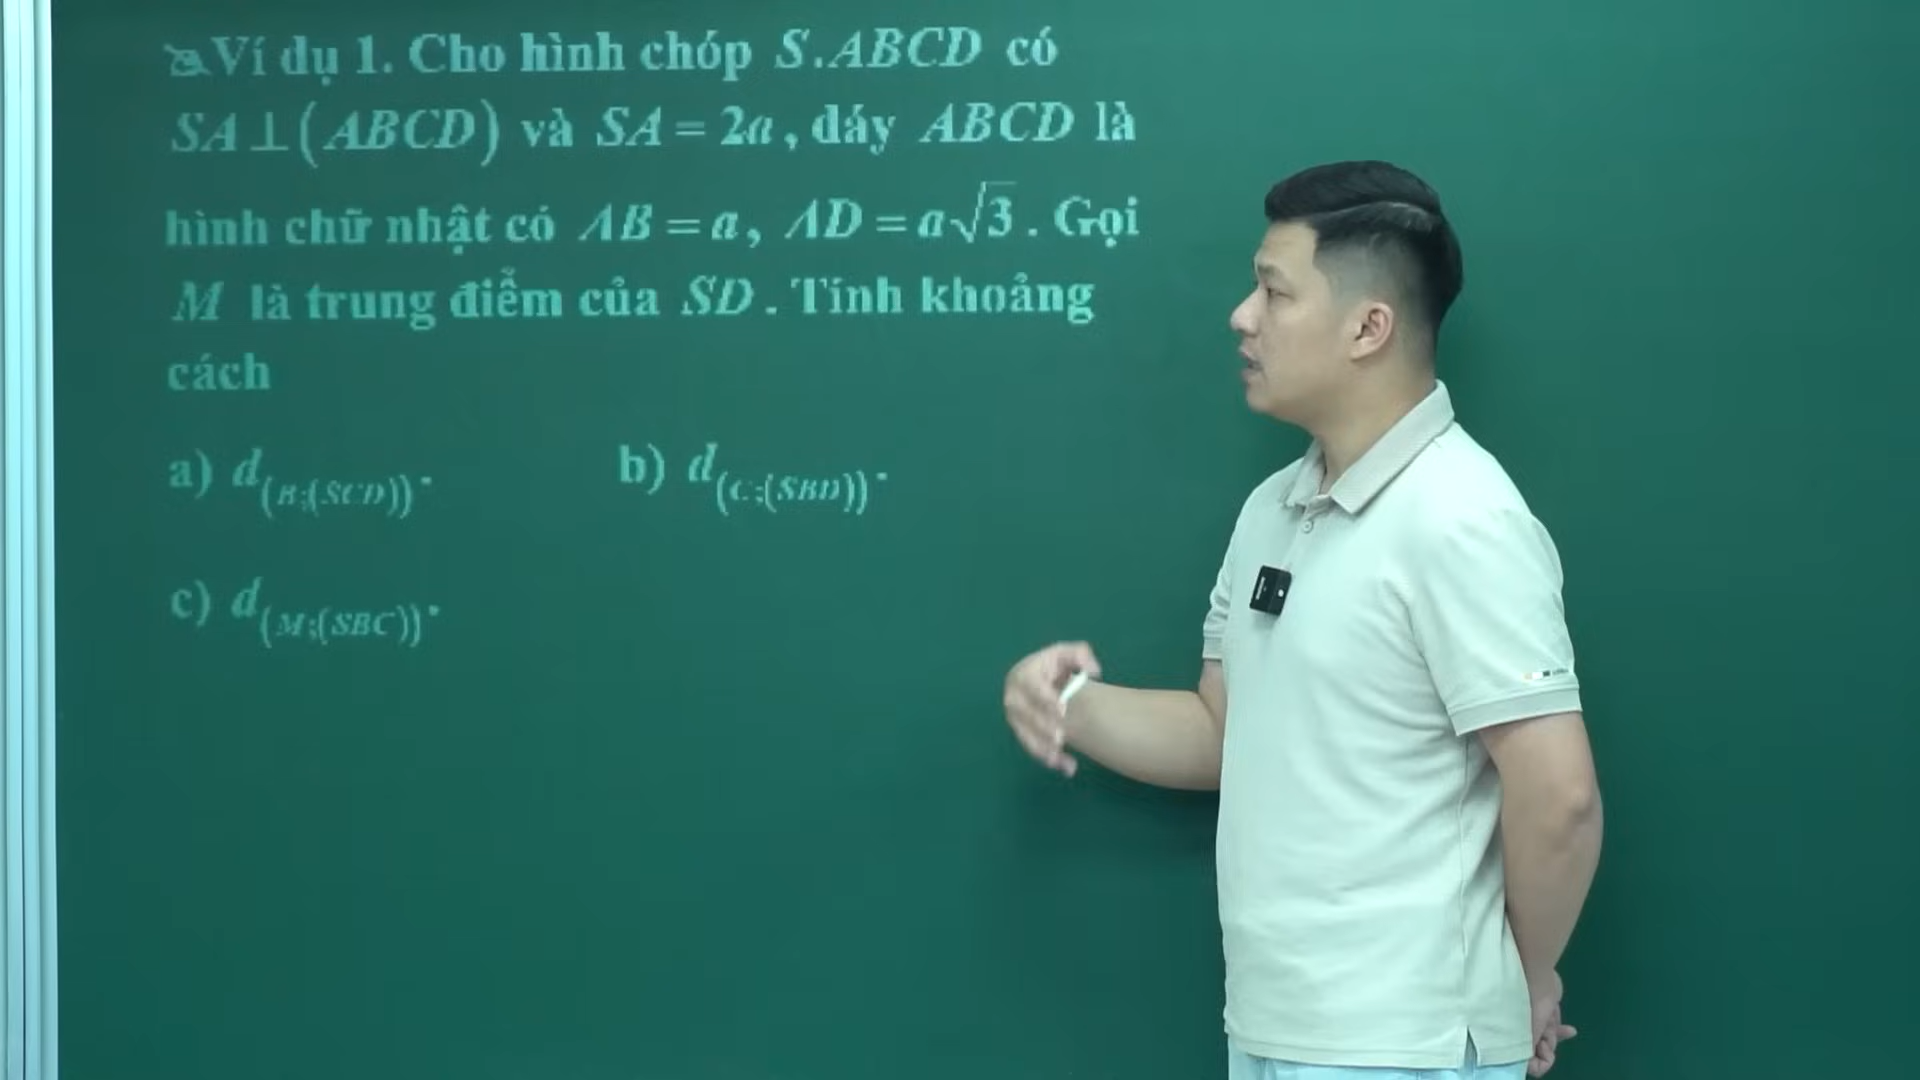 Ví dụ 1. Cho hình chóp S.ABCD có
SA⊥(ABCD) và SA = 2a, đáy ABCD là
hình chữ nhật có AB = a, AD = a√3. Gọi
M là trung điểm của SD. Tính khoảng
cách
a) d(B;(SCD)). b) d(C;(SBD)).
c) d(M;(SBC)).